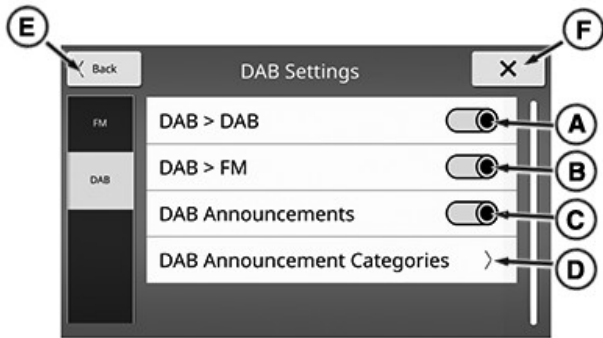 E
F
Back
DAB Settings
FM
DAB > DAB
A
DAB
DAB > FM
B
DAB Announcements
C
DAB Announcement Categories
D